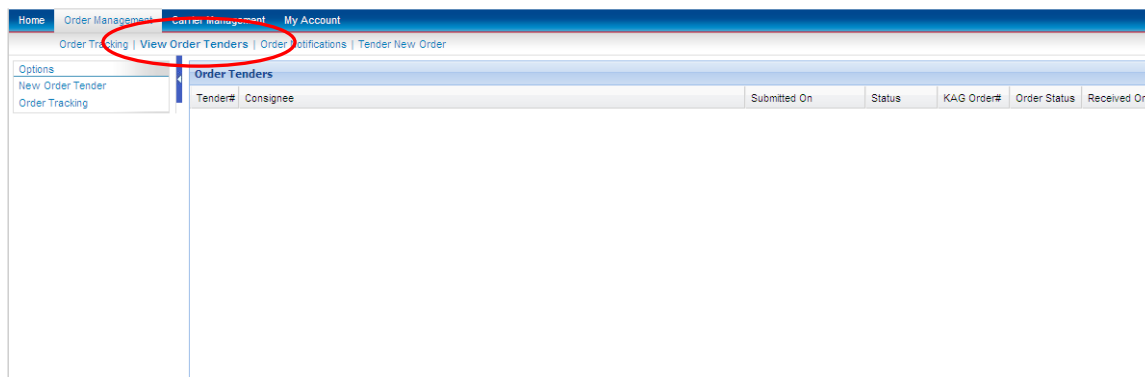 Home Order Management Carrier Management My Account
Order Tracking | View Order Tenders | Order Notifications | Tender New Order
Options
New Order Tender
Order Tracking
Order Tenders
Tender# Consignee Submitted On Status KAG Order# Order Status Received On